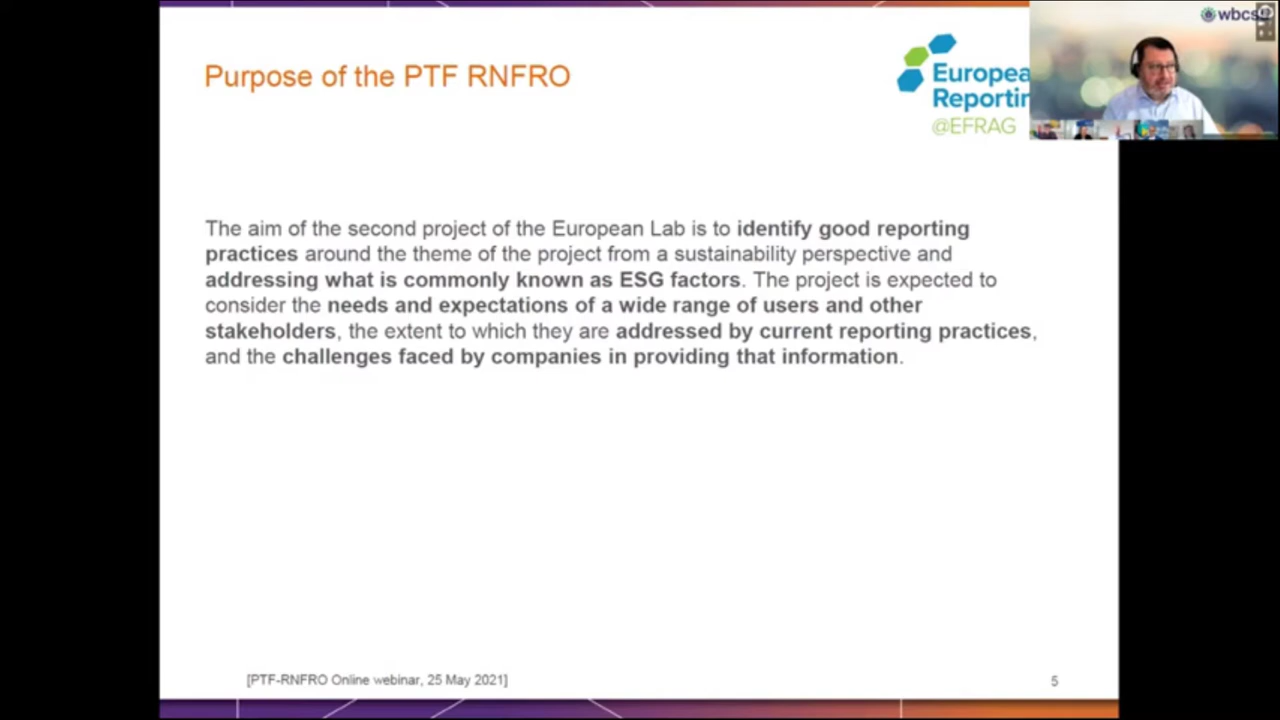 Purpose of the PTF RNFRO
Europea
Reportin
@EFRAG
wbcs
The aim of the second project of the European Lab is to identify good reporting
practices around the theme of the project from a sustainability perspective and
addressing what is commonly known as ESG factors. The project is expected to
consider the needs and expectations of a wide range of users and other
stakeholders, the extent to which they are addressed by current reporting practices,
and the challenges faced by companies in providing that information.
[PTF-RNFRO Online webinar, 25 May 2021]
5